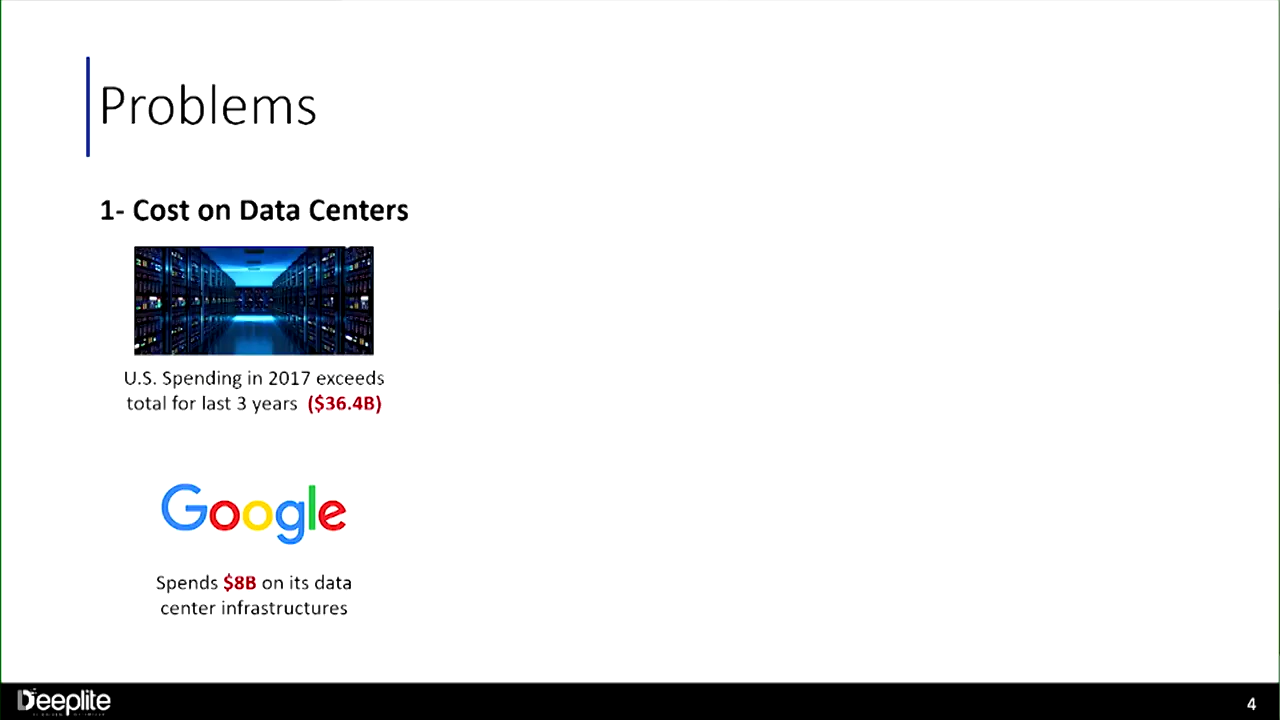 Problems
1- Cost on Data Centers
U.S. Spending in 2017 exceeds
total for last 3 years ($36.4B)
Google
Spends $8B on its data
center infrastructures
Deeplite
4